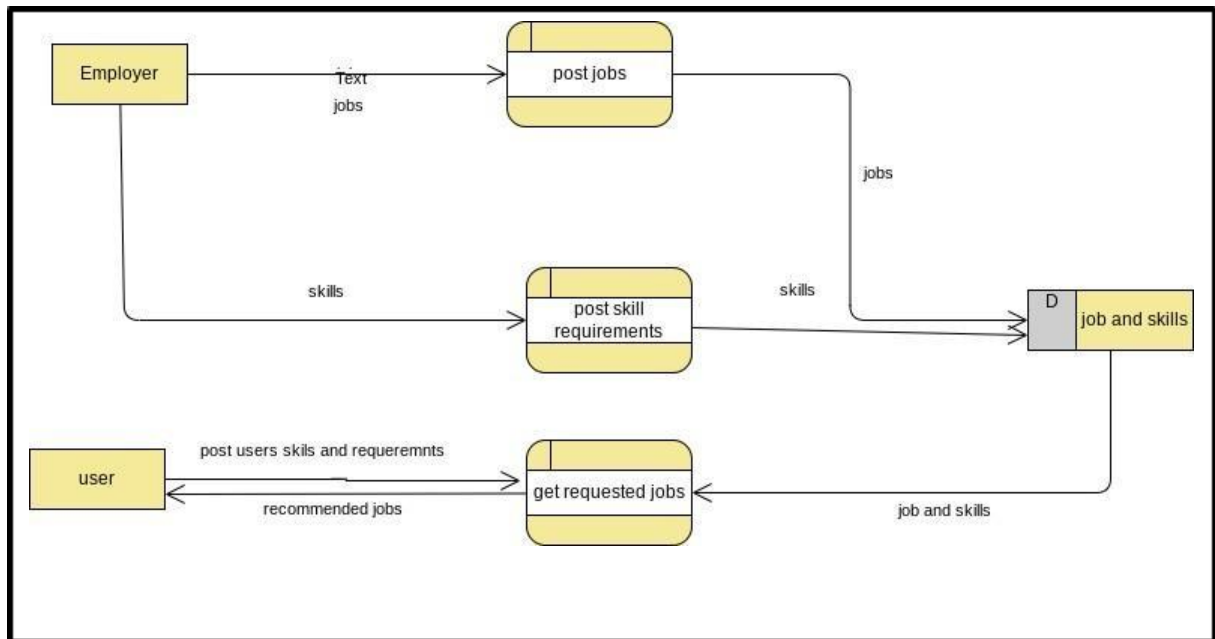 Employer
Text
jobs
post jobs
jobs
skills
post skill
requirements
skills
D
job and skills
user
post users skils and requeremnts
recommended jobs
get requested jobs
job and skills